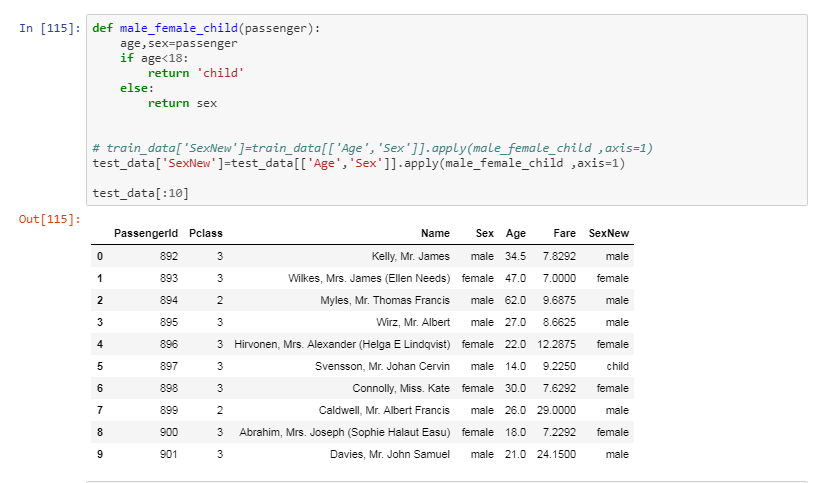 In [115]: def male_female_child(passenger):
age,sex=passenger
if age<18:
return 'child'
else:
return sex
# train_data['SexNew']=train_data[['Age','Sex']].apply(male_female_child ,axis=1)
test_data['SexNew']=test_data[['Age','Sex']].apply(male_female_child ,axis=1)
test_data[:10]
Out[115]:
PassengerId Pclass Name Sex Age Fare SexNew
0 892 3 Kelly, Mr. James male 34.5 7.8292 male
1 893 3 Wilkes, Mrs. James (Ellen Needs) female 47.0 7.0000 female
2 894 2 Myles, Mr. Thomas Francis male 62.0 9.6875 male
3 895 3 Wirz, Mr. Albert male 27.0 8.6625 male
4 896 3 Hirvonen, Mrs. Alexander (Helga E Lindqvist) female 22.0 12.2875 female
5 897 3 Svensson, Mr. Johan Cervin male 14.0 9.2250 child
6 898 3 Connolly, Miss. Kate female 30.0 7.6292 female
7 899 2 Caldwell, Mr. Albert Francis male 26.0 29.0000 male
8 900 3 Abrahim, Mrs. Joseph (Sophie Halaut Easu) female 18.0 7.2292 female
9 901 3 Davies, Mr. John Samuel male 21.0 24.1500 male